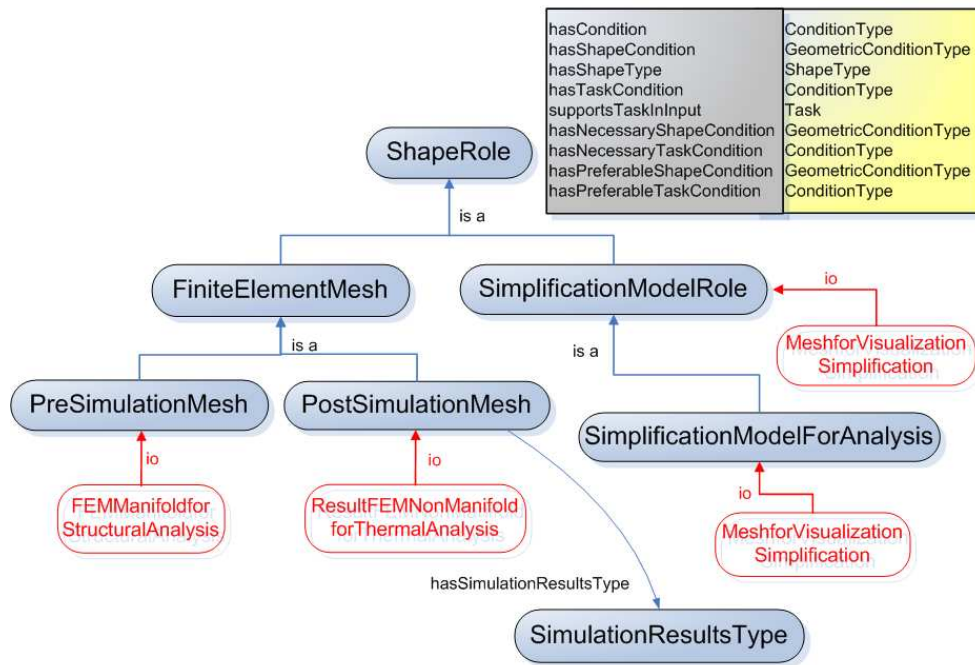 hasCondition ConditionType
hasShapeCondition GeometricConditionType
hasShapeType ShapeType
hasTaskCondition ConditionType
supportsTaskInInput Task
hasNecessaryShapeCondition GeometricConditionType
hasNecessaryTaskCondition ConditionType
hasPreferableShapeCondition GeometricConditionType
hasPreferableTaskCondition ConditionType
ShapeRole
is a
FiniteElementMesh
SimplificationModelRole
io
MeshforVisualization
Simplification
is a
is a
PreSimulationMesh
PostSimulationMesh
SimplificationModelForAnalysis
io
io
io
FEMManifoldfor
StructuralAnalysis
ResultFEMNonManifold
forThermalAnalysis
MeshforVisualization
Simplification
hasSimulationResultsType
SimulationResultsType